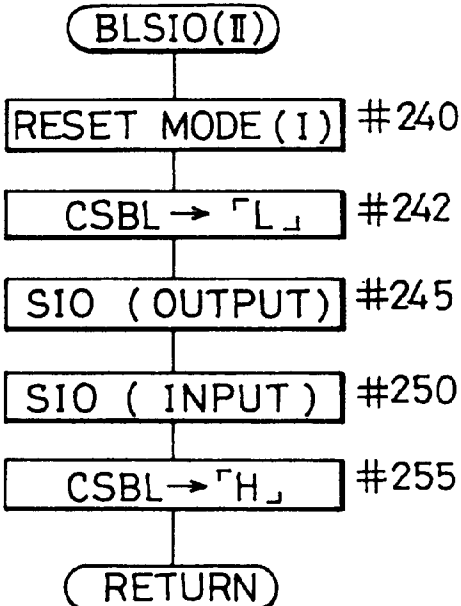 BLSIO(Ⅱ)
RESET MODE(I) #240
CSBL→「L」 #242
SIO (OUTPUT) #245
SIO ( INPUT ) #250
CSBL→「H」 #255
RETURN